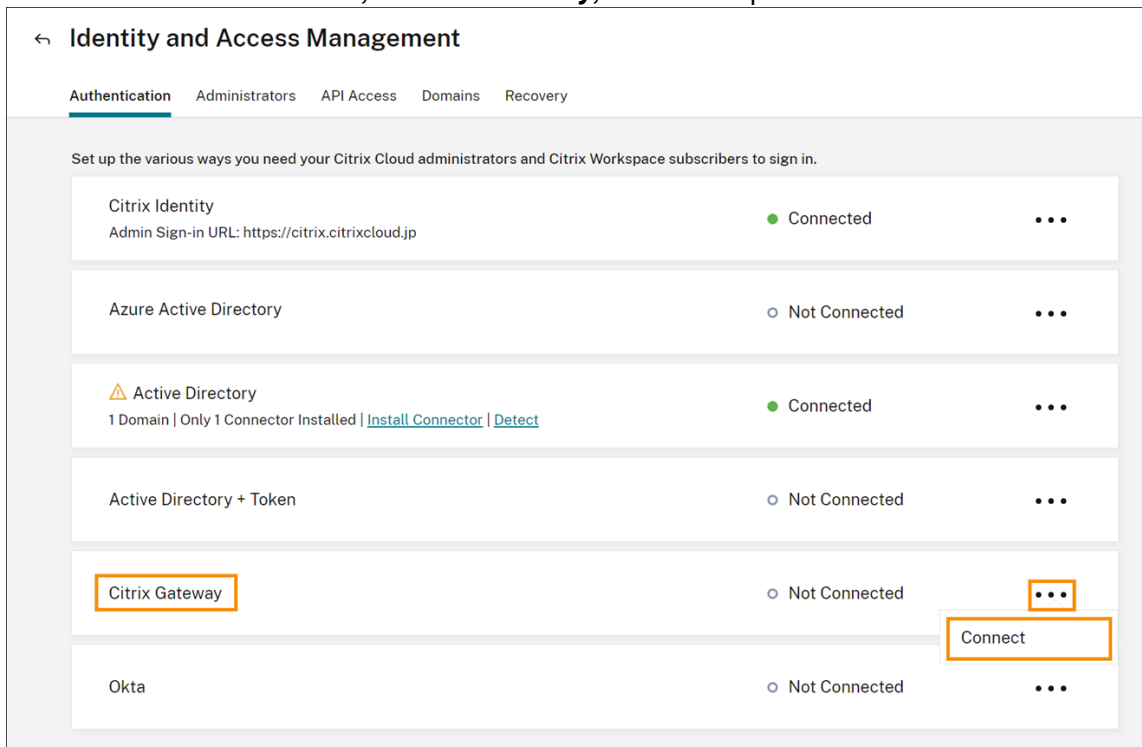 Identity and Access Management
Authentication Administrators API Access Domains Recovery
Set up the various ways you need your Citrix Cloud administrators and Citrix Workspace subscribers to sign in.
Citrix Identity
Admin Sign-in URL: https://citrix.citrixcloud.jp
Connected
Azure Active Directory
Not Connected
Active Directory
1 Domain | Only 1 Connector Installed | Install Connector | Detect
Connected
Active Directory + Token
Not Connected
Citrix Gateway
Not Connected
Connect
Okta
Not Connected